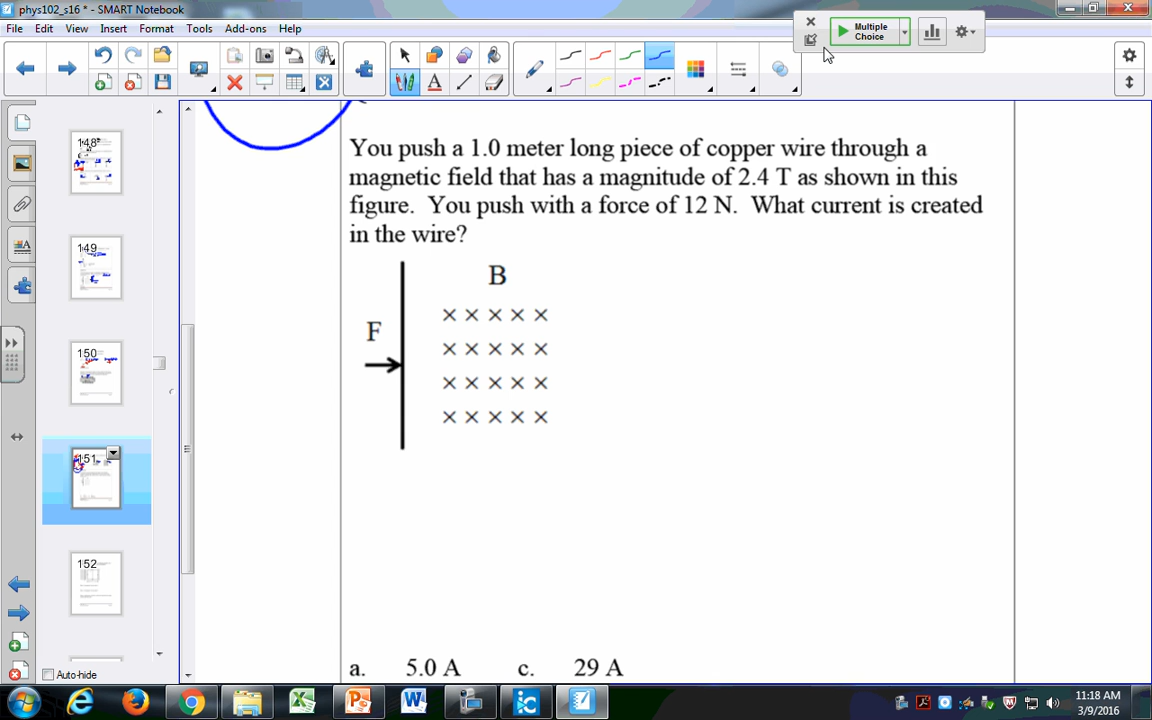 phys102_s16 * - SMART Notebook
File Edit View Insert Format Tools Add-ons Help
Multiple
Choice
A
148
149
150
151
152
Auto-hide
You push a 1.0 meter long piece of copper wire through a
magnetic field that has a magnitude of 2.4 T as shown in this
figure. You push with a force of 12 N. What current is created
in the wire?
B
F
× × × × ×
× × × × ×
× × × × ×
× × × × ×
a. 5.0 A c. 29 A
11:18 AM
3/9/2016